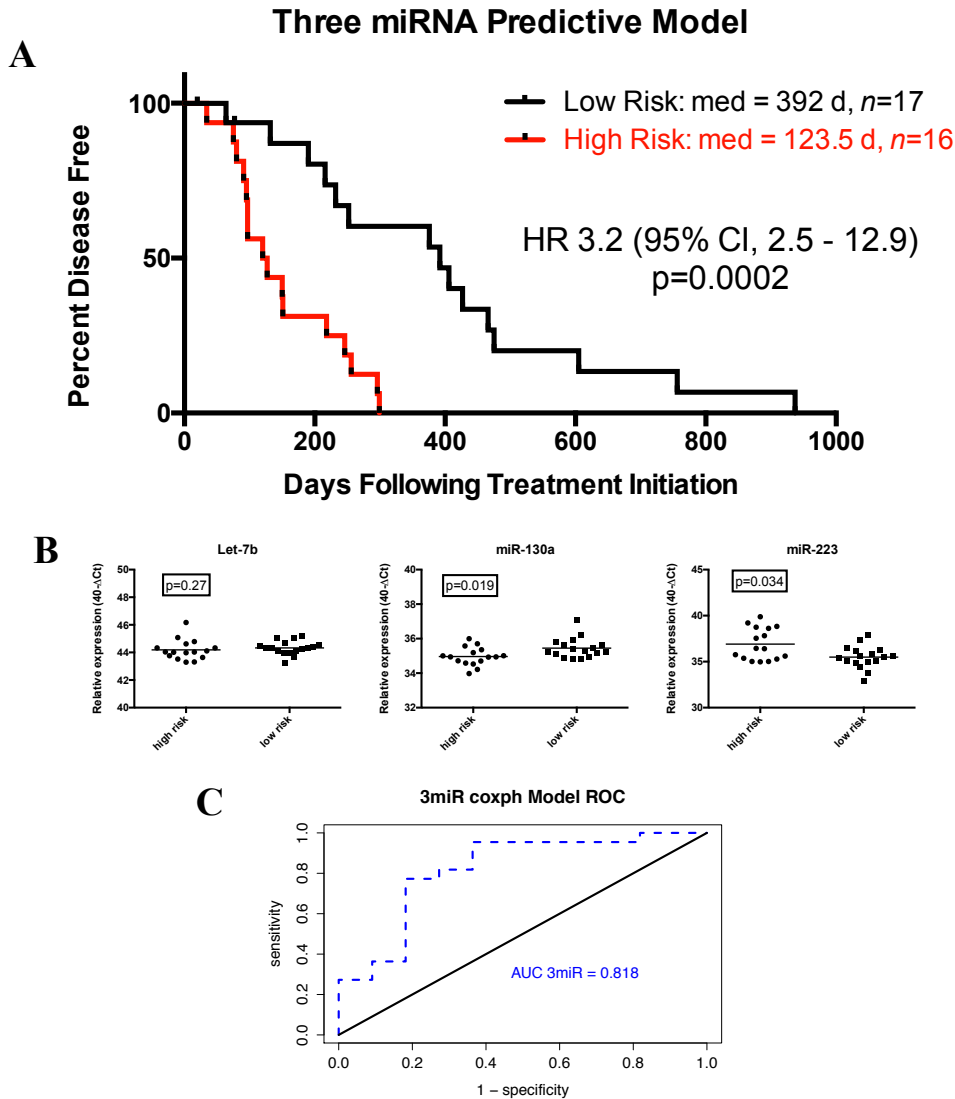 Three miRNA Predictive Model
A
Percent Disease Free
100
50
0
Low Risk: med = 392 d, n=17
High Risk: med = 123.5 d, n=16
HR 3.2 (95% CI, 2.5 - 12.9)
p=0.0002
0 200 400 600 800 1000
Days Following Treatment Initiation
B
Let-7b
Relative expression (40-ΔCt)
50
48
46
44
42
40
p=0.27
high risk low risk
miR-130a
Relative expression (40-ΔCt)
40
38
36
34
32
p=0.019
high risk low risk
miR-223
Relative expression (40-ΔCt)
45
40
35
30
p=0.034
high risk low risk
C
3miR coxph Model ROC
sensitivity
1.0
0.8
0.6
0.4
0.2
0.0
AUC 3miR = 0.818
0.0 0.2 0.4 0.6 0.8 1.0
1 − specificity